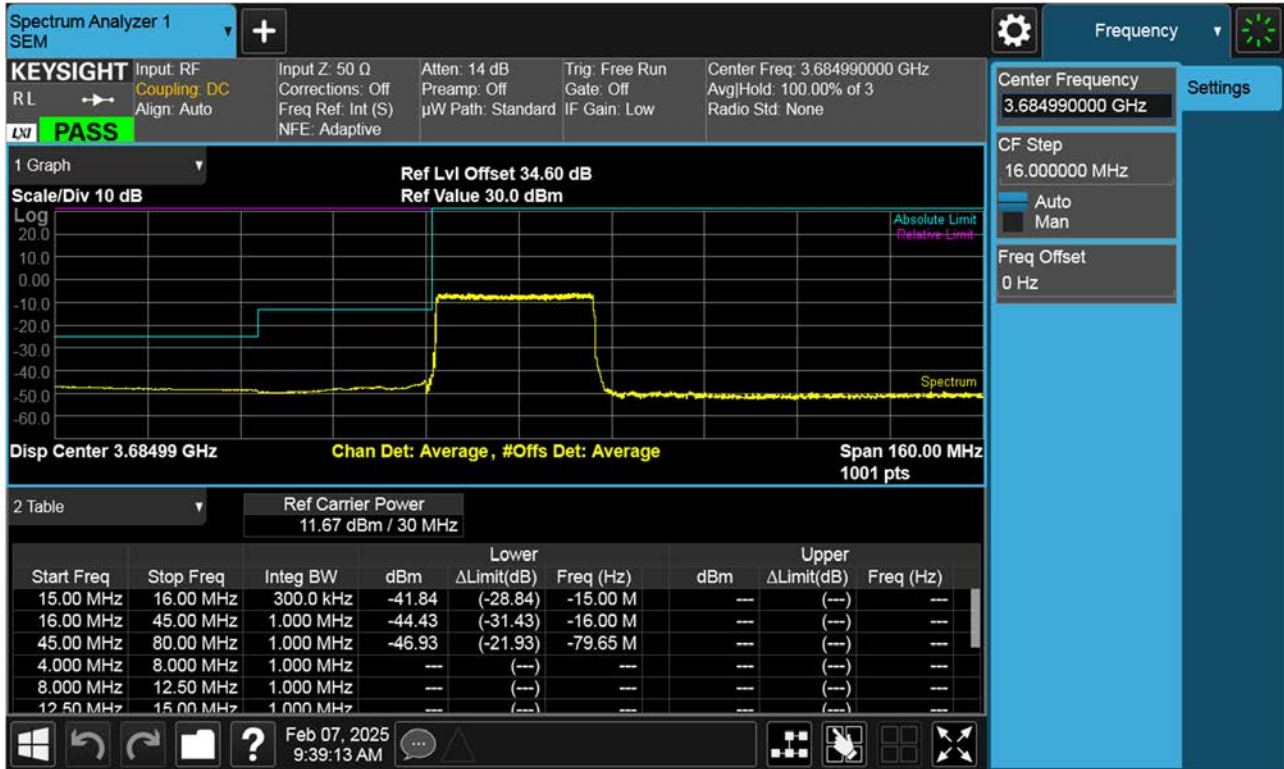 Spectrum Analyzer 1
SEM
Frequency
KEYSIGHT
RL
LXI PASS
Input: RF
Coupling: DC
Align: Auto
Input Z: 50 Ω
Corrections: Off
Freq Ref: Int (S)
NFE: Adaptive
Atten: 14 dB
Preamp: Off
µW Path: Standard
Trig: Free Run
Gate: Off
IF Gain: Low
Center Freq: 3.684990000 GHz
Avg|Hold: 100.00% of 3
Radio Std: None
Center Frequency
3.684990000 GHz
Settings
CF Step
16.000000 MHz
Auto
Man
Freq Offset
0 Hz
1 Graph
Scale/Div 10 dB
Ref Lvl Offset 34.60 dB
Ref Value 30.0 dBm
Log
20.0
10.0
0.00
-10.0
-20.0
-30.0
-40.0
-50.0
-60.0
Absolute Limit
Relative Limit
Spectrum
Disp Center 3.68499 GHz
Chan Det: Average, #Offs Det: Average
Span 160.00 MHz
1001 pts
2 Table
Ref Carrier Power
11.67 dBm / 30 MHz
Lower Upper
Start Freq Stop Freq Integ BW dBm ΔLimit(dB) Freq (Hz) dBm ΔLimit(dB) Freq (Hz)
15.00 MHz 16.00 MHz 300.0 kHz -41.84 (-28.84) -15.00 M --- (---) ---
16.00 MHz 45.00 MHz 1.000 MHz -44.43 (-31.43) -16.00 M --- (---) ---
45.00 MHz 80.00 MHz 1.000 MHz -46.93 (-21.93) -79.65 M --- (---) ---
4.000 MHz 8.000 MHz 1.000 MHz --- (---) --- --- (---) ---
8.000 MHz 12.50 MHz 1.000 MHz --- (---) --- --- (---) ---
12.50 MHz 15.00 MHz 1.000 MHz --- (---) --- --- (---) ---
?
Feb 07, 2025
9:39:13 AM